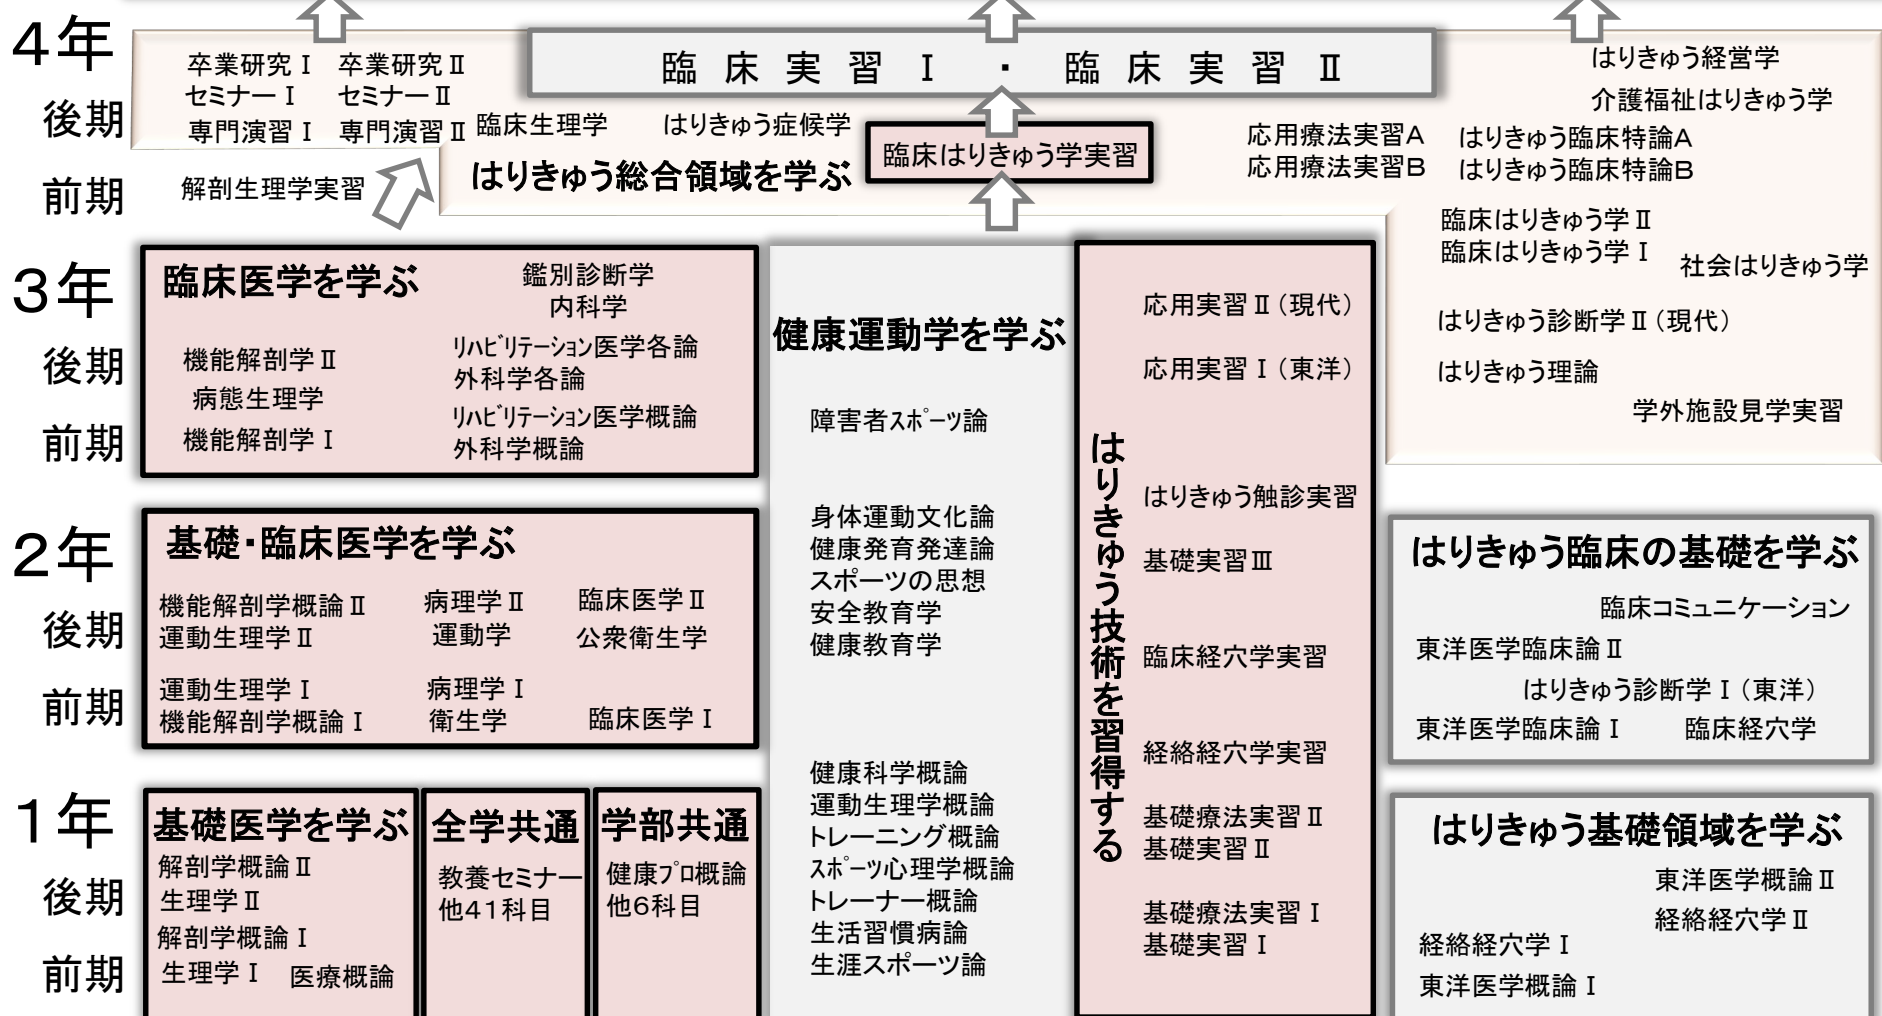 4年
後期
前期
卒業研究Ⅰ 卒業研究Ⅱ
セミナーⅠ セミナーⅡ
専門演習Ⅰ 専門演習Ⅱ
解剖生理学実習
臨床実習Ⅰ・臨床実習Ⅱ
臨床生理学 はりきゅう症候学
はりきゅう総合領域を学ぶ
臨床はりきゅう学実習
応用療法実習A
応用療法実習B
はりきゅう経営学
介護福祉はりきゅう学
はりきゅう臨床特論A
はりきゅう臨床特論B
臨床はりきゅう学Ⅱ
臨床はりきゅう学Ⅰ
社会はりきゅう学
はりきゅう診断学Ⅱ(現代)
はりきゅう理論
学外施設見学実習
3年
後期
前期
臨床医学を学ぶ
鑑別診断学
内科学
機能解剖学Ⅱ
病態生理学
機能解剖学Ⅰ
リハビリテーション医学各論
外科学各論
リハビリテーション医学概論
外科学概論
2年
後期
前期
基礎・臨床医学を学ぶ
機能解剖学概論Ⅱ 病理学Ⅱ 臨床医学Ⅱ
運動生理学Ⅱ 運動学 公衆衛生学
運動生理学Ⅰ 病理学Ⅰ
機能解剖学概論Ⅰ 衛生学 臨床医学Ⅰ
1年
後期
前期
基礎医学を学ぶ
解剖学概論Ⅱ
生理学Ⅱ
解剖学概論Ⅰ
生理学Ⅰ 医療概論
全学共通
教養セミナー
他41科目
学部共通
健康プロ概論
他6科目
健康運動学を学ぶ
障害者スポーツ論
身体運動文化論
健康発育発達論
スポーツの思想
安全教育学
健康教育学
健康科学概論
運動生理学概論
トレーニング概論
スポーツ心理学概論
トレーナー概論
生活習慣病論
生涯スポーツ論
はりきゅう技術を習得する
応用実習Ⅱ(現代)
応用実習Ⅰ(東洋)
はりきゅう触診実習
基礎実習Ⅲ
臨床経穴学実習
経絡経穴学実習
基礎療法実習Ⅱ
基礎実習Ⅱ
基礎療法実習Ⅰ
基礎実習Ⅰ
はりきゅう臨床の基礎を学ぶ
臨床コミュニケーション
東洋医学臨床論Ⅱ
はりきゅう診断学Ⅰ(東洋)
東洋医学臨床論Ⅰ 臨床経穴学
はりきゅう基礎領域を学ぶ
東洋医学概論Ⅱ
経絡経穴学Ⅱ
経絡経穴学Ⅰ
東洋医学概論Ⅰ